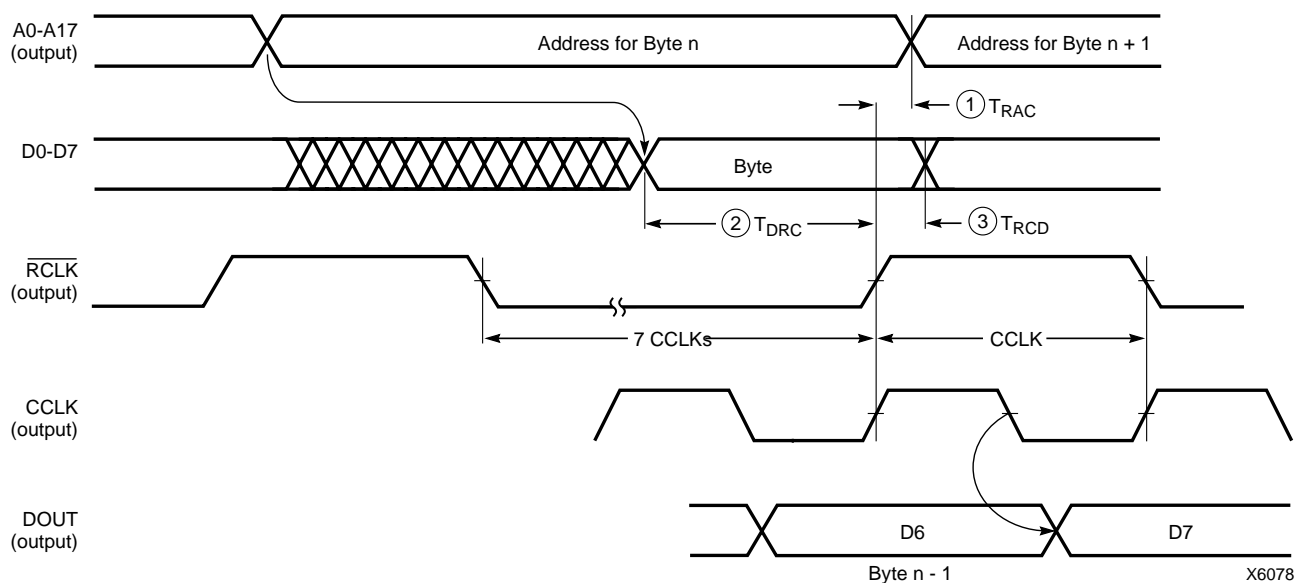 A0-A17
(output)
Address for Byte n
Address for Byte n + 1
1 TRAC
D0-D7
Byte
2 TDRC
3 TRCD
RCLK
(output)
7 CCLKs
CCLK
CCLK
(output)
DOUT
(output)
D6
D7
Byte n - 1
X6078